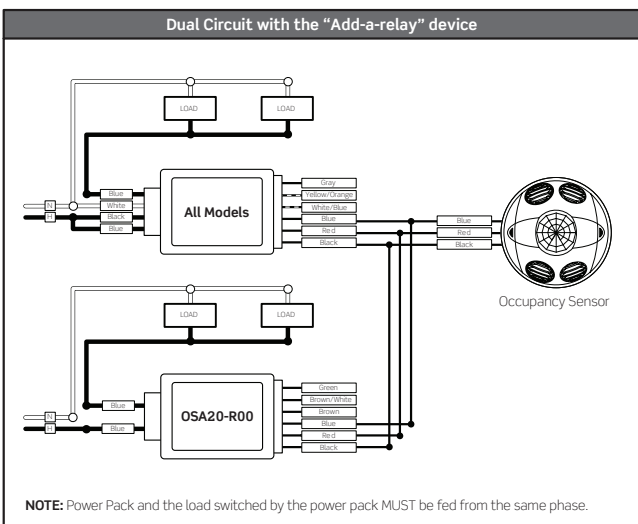 Dual Circuit with the “Add-a-relay” device
LOAD
LOAD
Blue
N
White
H
Black
Blue
All Models
Gray
Yellow/Orange
White/Blue
Blue
Red
Black
Blue
Red
Black
Occupancy Sensor
LOAD
LOAD
Blue
N
H
Blue
OSA20-R00
Green
Brown/White
Brown
Blue
Red
Black
NOTE: Power Pack and the load switched by the power pack MUST be fed from the same phase.